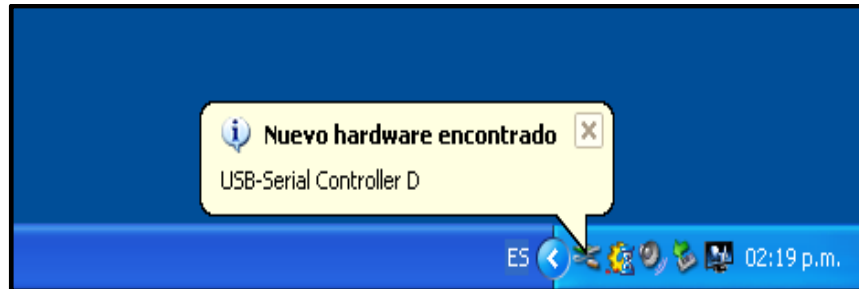 Nuevo hardware encontrado
USB-Serial Controller D
ES 02:19 p.m.